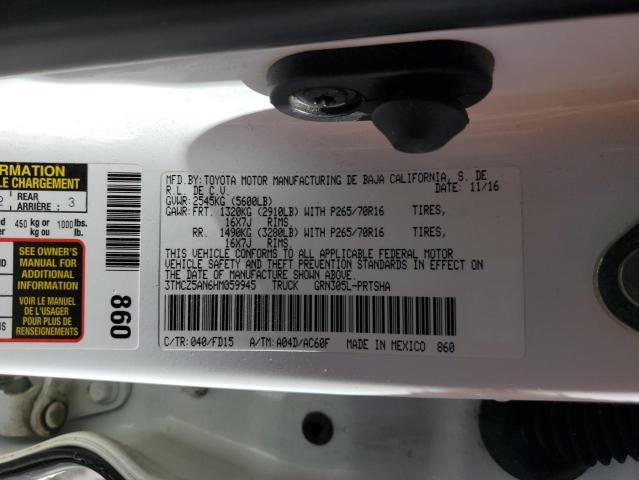 ORMATION
LE CHARGEMENT
2 REAR ARRIÈRE: 3
450 kg or kg ou 1000 lbs. lbs.
SEE OWNER'S
MANUAL FOR
ADDITIONAL
INFORMATION
VOIR LE MANUEL
DE L'USAGER
POUR PLUS DE
RENSEIGNEMENTS
860
MFD.BY:TOYOTA MOTOR MANUFACTURING DE BAJA CALIFORNIA, S. DE
R.L. DE C.V. DATE: 11/16
GVWR:2545KG (5600LB)
GAWR:FRT. 1320KG (2910LB) WITH P265/70R16 TIRES,
16X7J RIMS
RR. 1490KG (3280LB) WITH P265/70R16 TIRES,
16X7J RIMS
THIS VEHICLE CONFORMS TO ALL APPLICABLE FEDERAL MOTOR
VEHICLE SAFETY AND THEFT PREVENTION STANDARDS IN EFFECT ON
THE DATE OF MANUFACTURE SHOWN ABOVE.
3TMCZ5AN6HM059945 TRUCK GRN305L-PRTSHA
C/TR:040/FD15 A/TM:A04D/AC60F MADE IN MEXICO 860